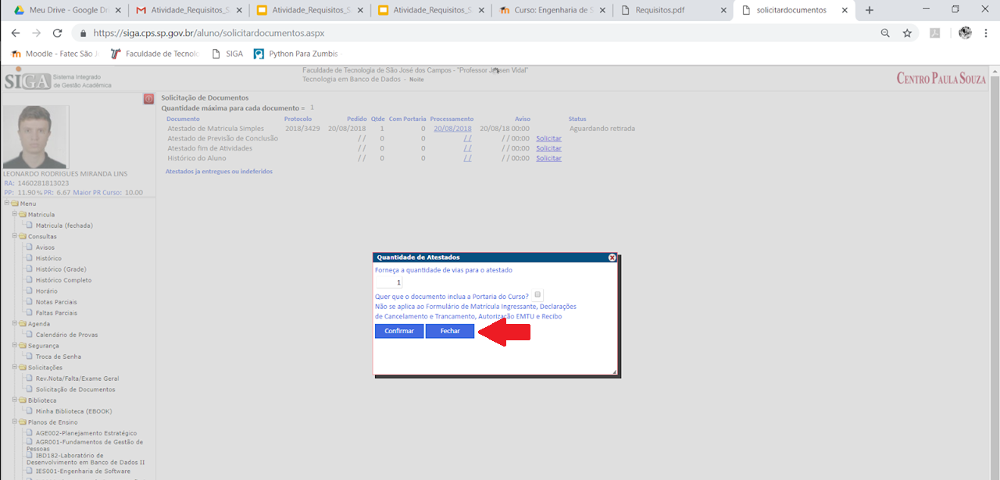 Meu Drive - Google Dri
Atividade_Requisitos_S
Atividade_Requisitos_S
Atividade_Requisitos_S
Curso: Engenharia de S
Requisitos.pdf
solicitardocumentos
https://siga.cps.sp.gov.br/aluno/solicitardocumentos.aspx
Moodle - Fatec São J
Faculdade de Tecnolo
SIGA
Python Para Zumbis
SIGA
Sistema Integrado
de Gestão Acadêmica
Faculdade de Tecnologia de São José dos Campos - "Professor Jessen Vidal"
Tecnologia em Banco de Dados - Noite
CENTRO PAULA SOUZA
LEONARDO RODRIGUES MIRANDA LINS
RA: 1460281813023
PP: 11.90% PR: 6.67 Maior PR Curso: 10.00
Menu
Matricula
Matricula (fechada)
Consultas
Avisos
Histórico
Histórico (Grade)
Histórico Completo
Horário
Notas Parciais
Faltas Parciais
Agenda
Calendário de Provas
Segurança
Troca de Senha
Solicitações
Rev.Nota/Falta/Exame Geral
Solicitação de Documentos
Biblioteca
Minha Biblioteca (EBOOK)
Planos de Ensino
AGE002-Planejamento Estratégico
AGR001-Fundamentos de Gestão de
Pessoas
IBD182-Laboratório de
Desenvolvimento em Banco de Dados II
IES001-Engenharia de Software
Solicitação de Documentos
Quantidade máxima para cada documento = 1
Documento Protocolo Pedido Qtde Com Portaria Processamento Aviso Status
Atestado de Matricula Simples 2018/3429 20/08/2018 1 0 20/08/2018 20/08/18 00:00 Aguardando retirada
Atestado de Previsão de Conclusão / / 0 0 / / / / 00:00 Solicitar
Atestado fim de Atividades / / 0 0 / / / / 00:00 Solicitar
Histórico do Aluno / / 0 0 / / / / 00:00 Solicitar
Atestados ja entregues ou indeferidos
Quantidade de Atestados
Forneça a quantidade de vias para o atestado
1
Quer que o documento inclua a Portaria do Curso?
Não se aplica ao Formulário de Matrícula Ingressante, Declarações
de Cancelamento e Trancamento, Autorização EMTU e Recibo
Confirmar Fechar